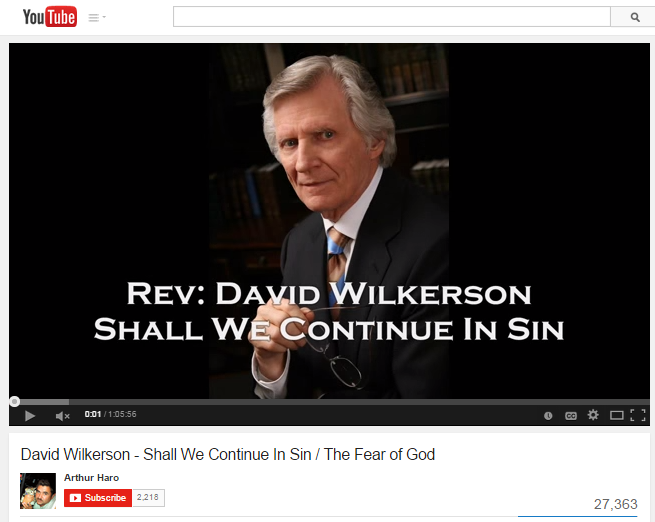 YouTube
REV: DAVID WILKERSON
SHALL WE CONTINUE IN SIN
0:01 / 1:05:56
CC
David Wilkerson - Shall We Continue In Sin / The Fear of God
Arthur Haro
Subscribe 2,218
27,363